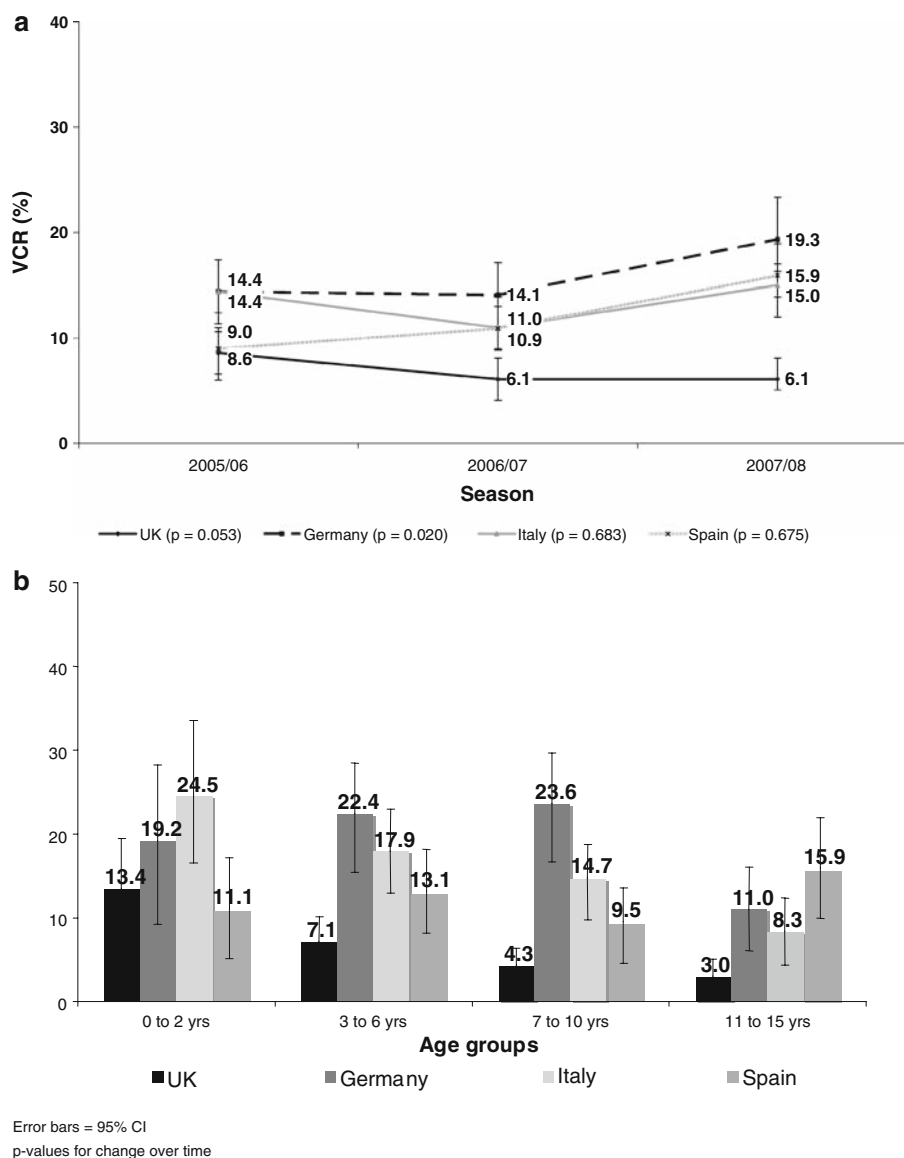 a
40
30
20
10
0
VCR (%)
14.4
14.4
9.0
8.6
14.1
11.0
10.9
6.1
19.3
15.9
15.0
6.1
2005/06 2006/07 2007/08
Season
UK (p = 0.053) Germany (p = 0.020) Italy (p = 0.683) Spain (p = 0.675)
b
50
40
30
20
10
0
13.4 19.2 24.5 11.1
7.1 22.4 17.9 13.1
4.3 23.6 14.7 9.5
3.0 11.0 8.3 15.9
0 to 2 yrs 3 to 6 yrs 7 to 10 yrs 11 to 15 yrs
Age groups
UK Germany Italy Spain
Error bars = 95% CI
p-values for change over time